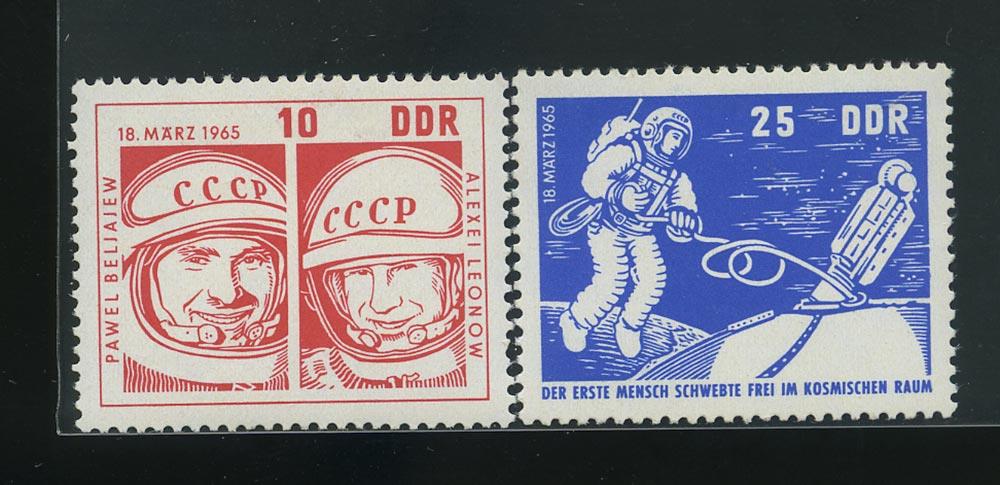 18. MÄRZ 1965
10
DDR
PAWEL BELJAJEW
CCCP
CCCP
ALEXEI LEONOW
18. MÄRZ 1965
25
DDR
DER ERSTE MENSCH SCHWEBTE FREI IM KOSMISCHEN RAUM